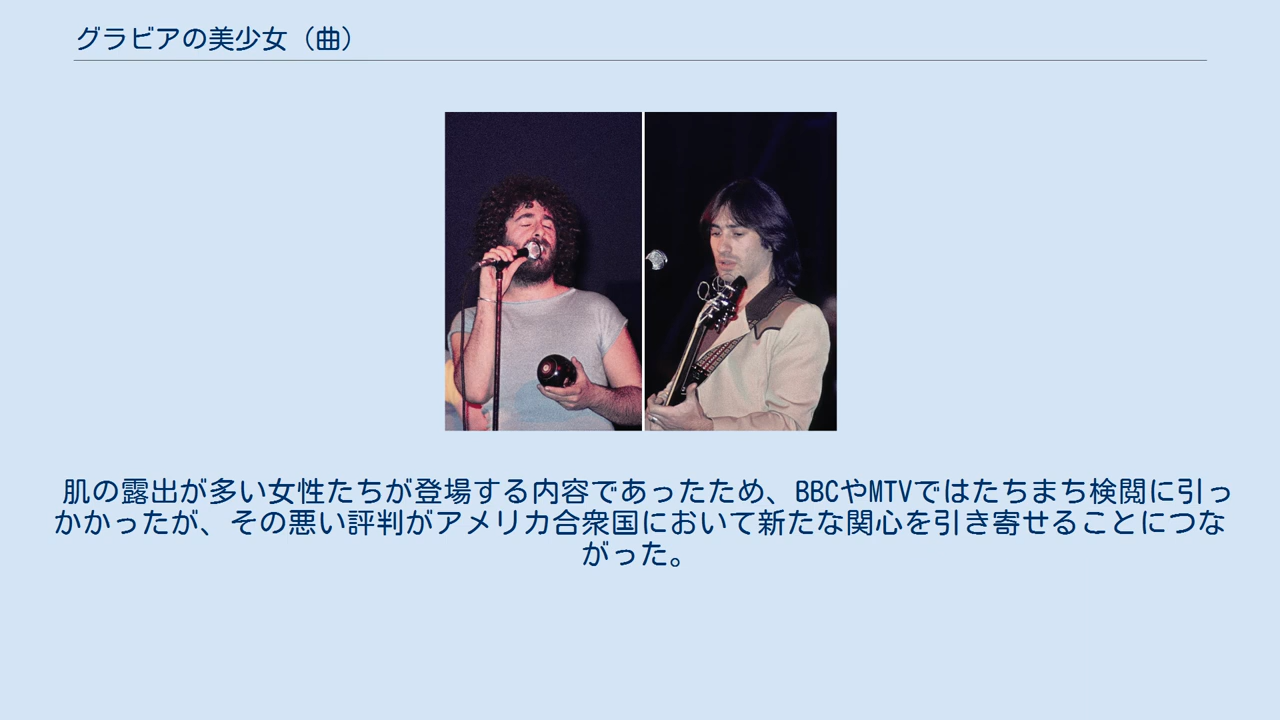 グラビアの美少女（曲）
肌の露出が多い女性たちが登場する内容であったため、BBCやMTVではたちまち検閲に引っ
かかったが、その悪い評判がアメリカ合衆国において新たな関心を引き寄せることにつな
がった。